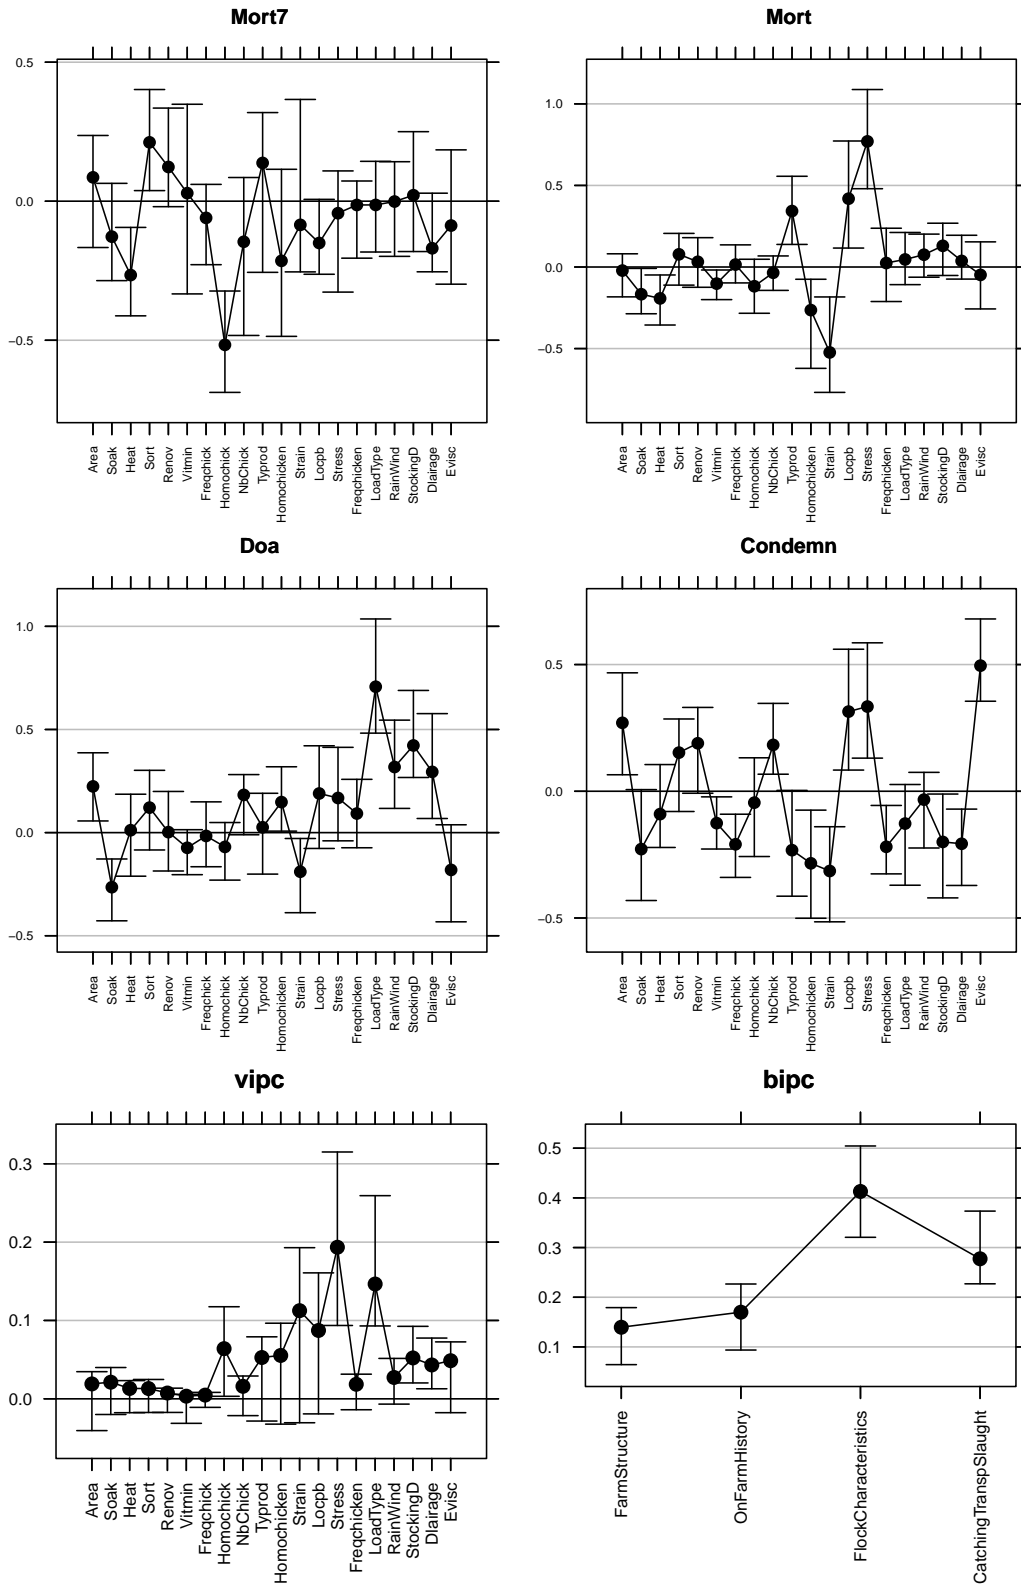 Mort7
0.5
0.0
−0.5
Area
Soak
Heat
Sort
Renov
Vitmin
Freqchick
Homochick
NbChick
Typrod
Homochicken
Strain
Locpb
Stress
Freqchicken
LoadType
RainWind
StockingD
Dlairage
Evisc
Mort
1.0
0.5
0.0
−0.5
Area
Soak
Heat
Sort
Renov
Vitmin
Freqchick
Homochick
NbChick
Typrod
Homochicken
Strain
Locpb
Stress
Freqchicken
LoadType
RainWind
StockingD
Dlairage
Evisc
Doa
1.0
0.5
0.0
−0.5
Area
Soak
Heat
Sort
Renov
Vitmin
Freqchick
Homochick
NbChick
Typrod
Homochicken
Strain
Locpb
Stress
Freqchicken
LoadType
RainWind
StockingD
Dlairage
Evisc
Condemn
0.5
0.0
−0.5
Area
Soak
Heat
Sort
Renov
Vitmin
Freqchick
Homochick
NbChick
Typrod
Homochicken
Strain
Locpb
Stress
Freqchicken
LoadType
RainWind
StockingD
Dlairage
Evisc
vipc
0.3
0.2
0.1
0.0
Area
Soak
Heat
Sort
Renov
Vitmin
Freqchick
Homochick
NbChick
Typrod
Homochicken
Strain
Locpb
Stress
Freqchicken
LoadType
RainWind
StockingD
Dlairage
Evisc
bipc
0.5
0.4
0.3
0.2
0.1
FarmStructure
OnFarmHistory
FlockCharacteristics
CatchingTranspSlaught